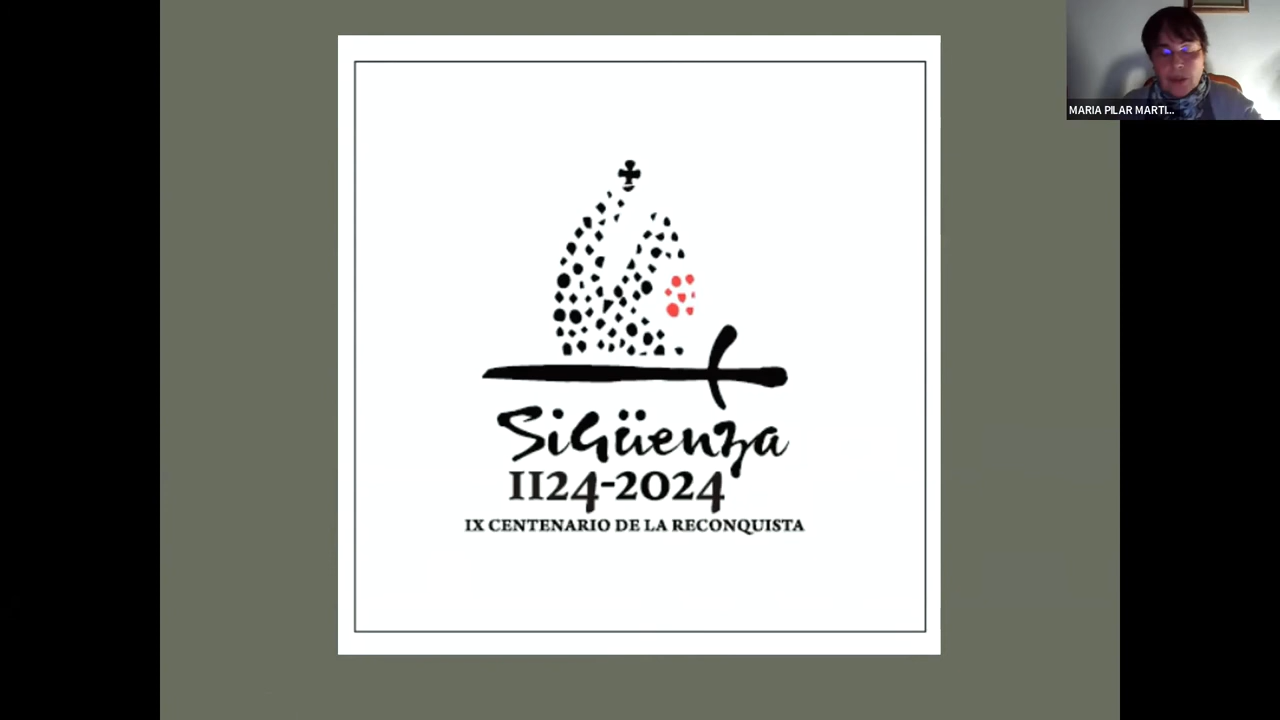 MARIA PILAR MARTI...
SiGüenza
1124-2024
IX CENTENARIO DE LA RECONQUISTA